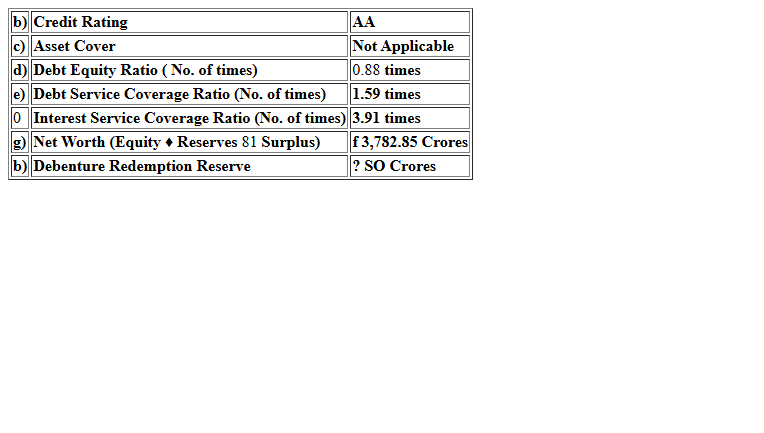 b) Credit Rating AA
c) Asset Cover Not Applicable
d) Debt Equity Ratio ( No. of times) 0.88 times
e) Debt Service Coverage Ratio (No. of times) 1.59 times
0 Interest Service Coverage Ratio (No. of times) 3.91 times
g) Net Worth (Equity ♦ Reserves 81 Surplus) f 3,782.85 Crores
b) Debenture Redemption Reserve ? SO Crores